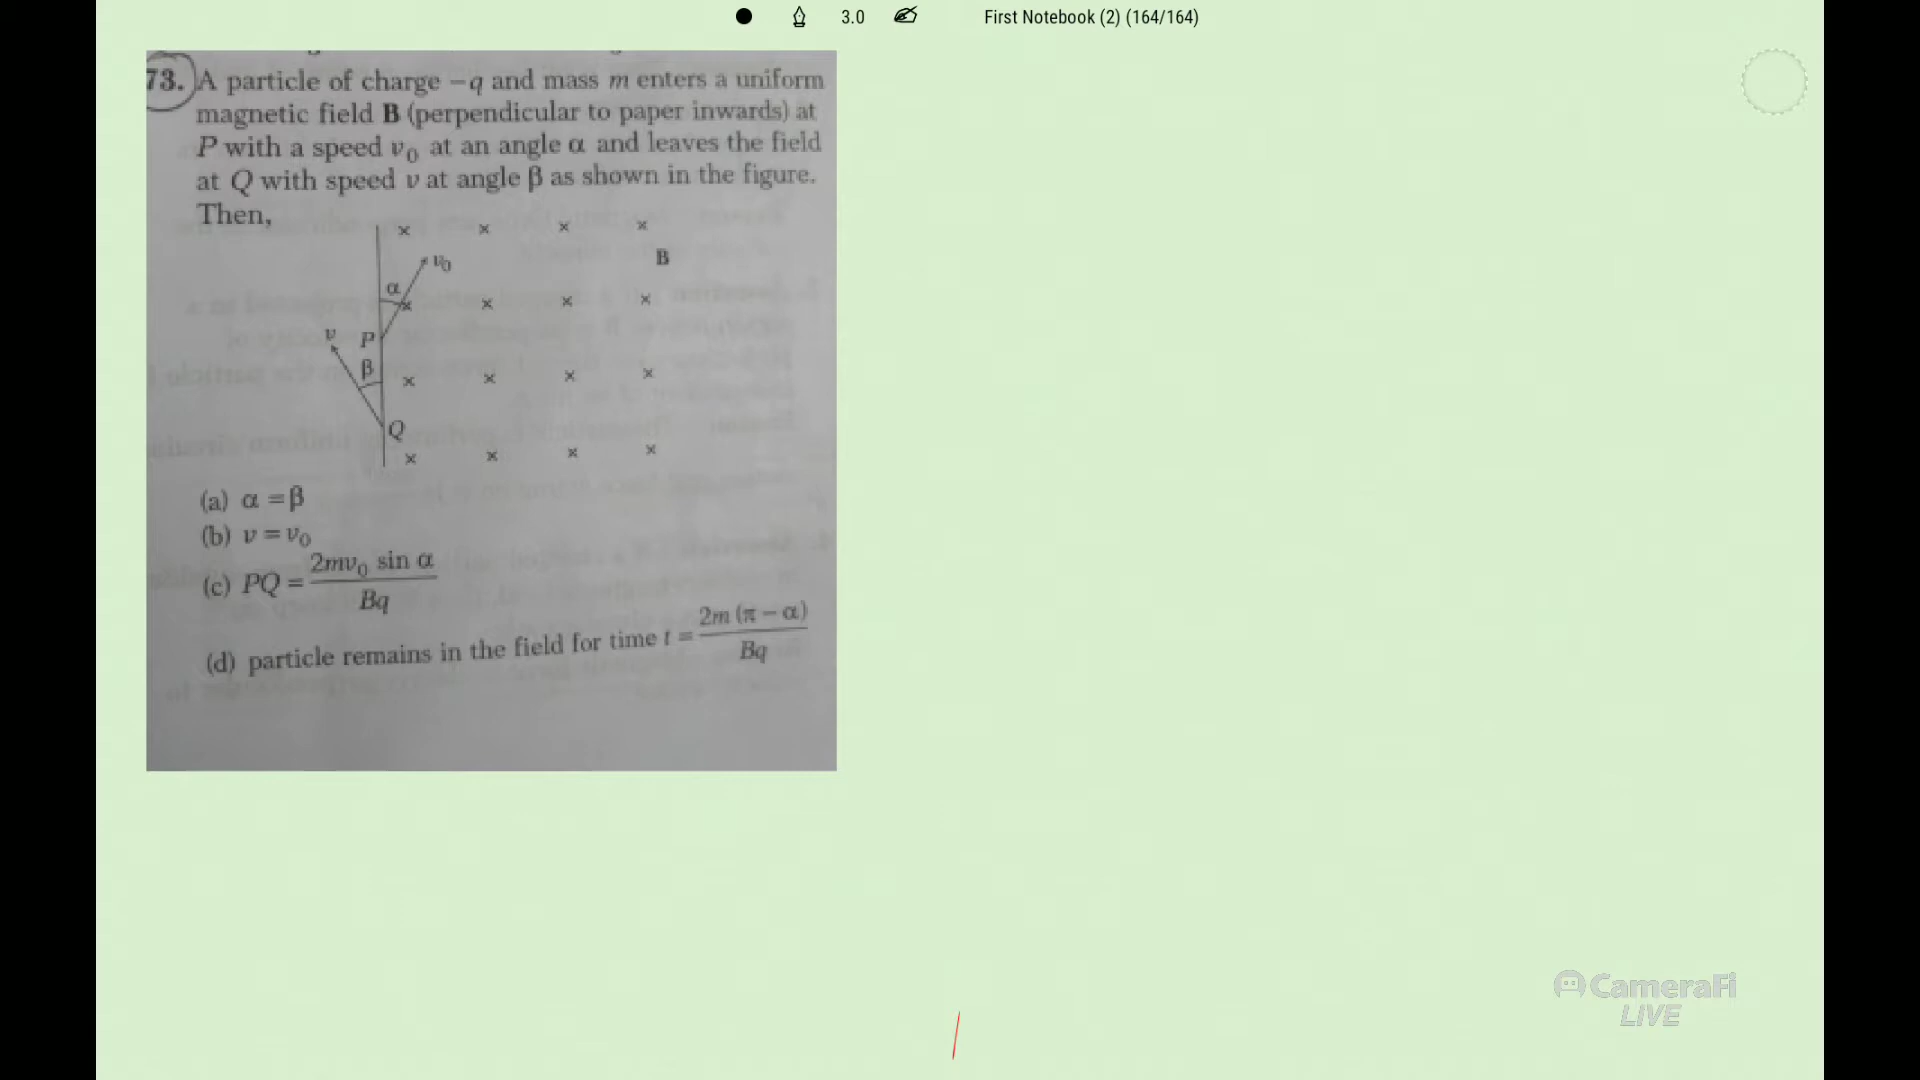 3.0 First Notebook (2) (164/164)
73. A particle of charge −q and mass m enters a uniform
magnetic field B (perpendicular to paper inwards) at
P with a speed v₀ at an angle α and leaves the field
at Q with speed v at angle β as shown in the figure.
Then,
× × × ×
v₀ B
α
× × × ×
v P
β
× × × ×
Q
× × × ×
(a) α = β
(b) v = v₀
(c) PQ = 2mv₀ sin α / Bq
(d) particle remains in the field for time t = 2m (π − α) / Bq
CameraFi
LIVE